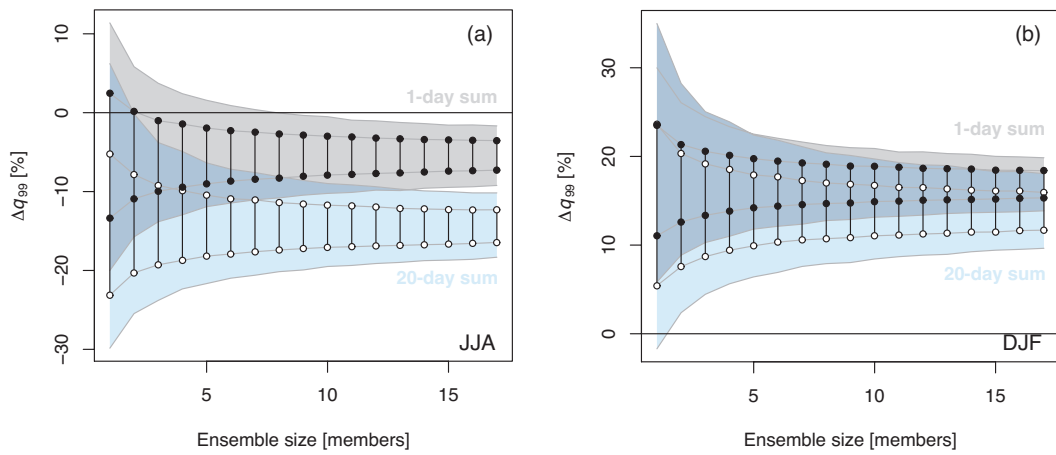 (a)
1-day sum
20-day sum
JJA
Δq99 [%]
10
0
−10
−20
−30
5
10
15
Ensemble size [members]
(b)
1-day sum
20-day sum
DJF
Δq99 [%]
30
20
10
0
5
10
15
Ensemble size [members]